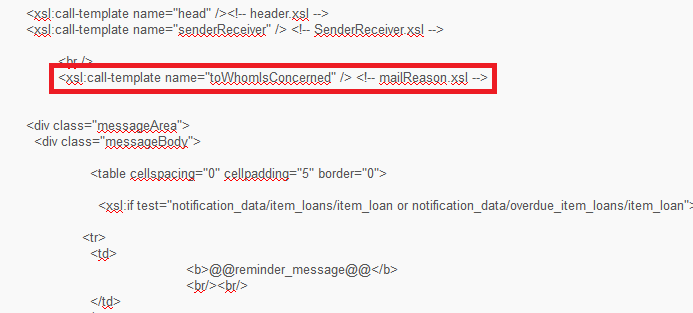 <xsl:call-template name="head" /><!-- header.xsl -->
<xsl:call-template name="senderReceiver" /> <!-- SenderReceiver.xsl -->
<br />
<xsl:call-template name="toWhomIsConcerned" /> <!-- mailReason.xsl -->
<div class="messageArea">
<div class="messageBody">
<table cellspacing="0" cellpadding="5" border="0">
<xsl:if test="notification_data/item_loans/item_loan or notification_data/overdue_item_loans/item_loan">
<tr>
<td>
<b>@@reminder_message@@</b>
<br/><br/>
</td>